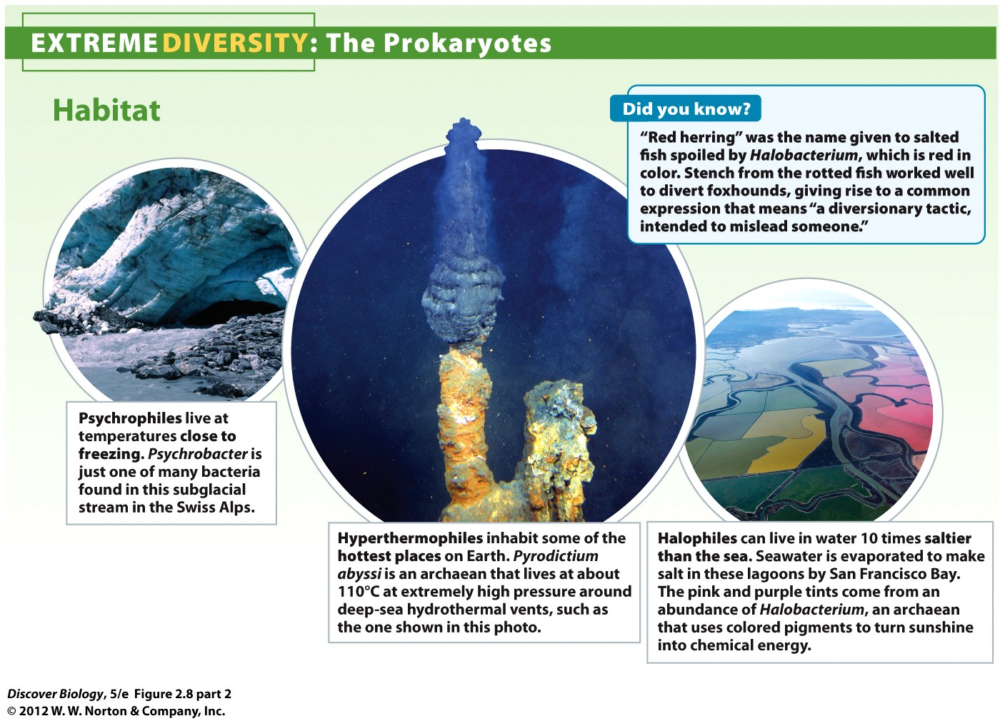 EXTREME DIVERSITY: The Prokaryotes
Habitat
Did you know?
“Red herring” was the name given to salted
fish spoiled by Halobacterium, which is red in
color. Stench from the rotted fish worked well
to divert foxhounds, giving rise to a common
expression that means “a diversionary tactic,
intended to mislead someone.”
Psychrophiles live at
temperatures close to
freezing. Psychrobacter is
just one of many bacteria
found in this subglacial
stream in the Swiss Alps.
Hyperthermophiles inhabit some of the
hottest places on Earth. Pyrodictium
abyssi is an archaean that lives at about
110°C at extremely high pressure around
deep-sea hydrothermal vents, such as
the one shown in this photo.
Halophiles can live in water 10 times saltier
than the sea. Seawater is evaporated to make
salt in these lagoons by San Francisco Bay.
The pink and purple tints come from an
abundance of Halobacterium, an archaean
that uses colored pigments to turn sunshine
into chemical energy.
Discover Biology, 5/e Figure 2.8 part 2
© 2012 W. W. Norton & Company, Inc.